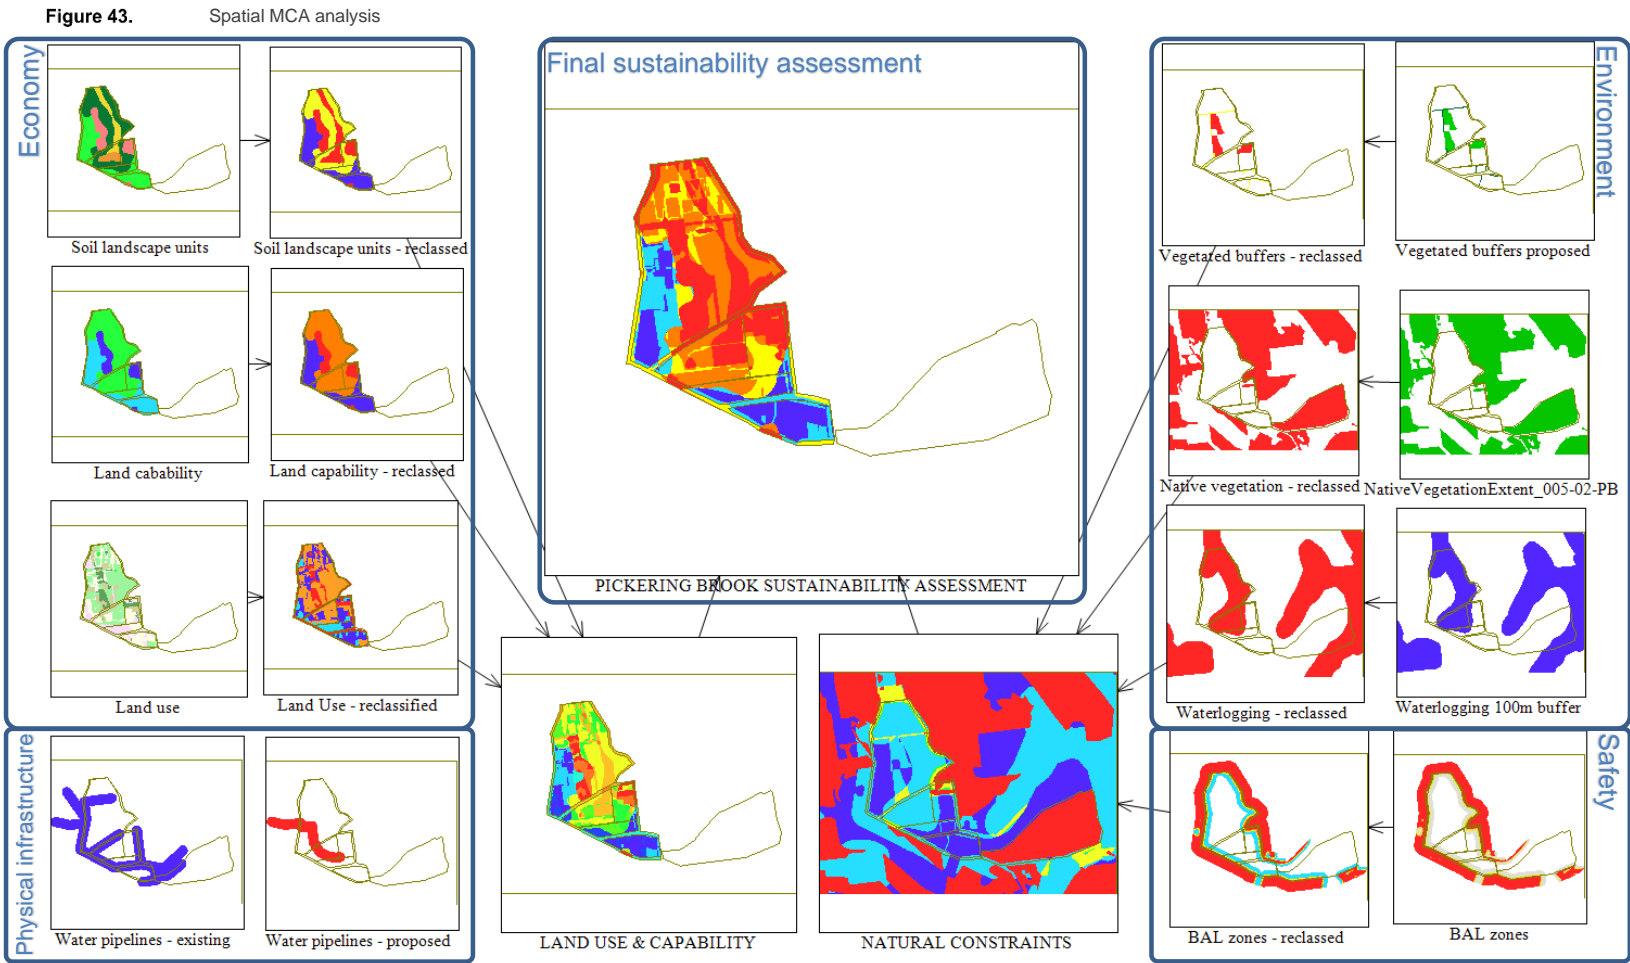 Figure 43. Spatial MCA analysis
Economy
Soil landscape units
Soil landscape units - reclassed
Land cabability
Land capability - reclassed
Land use
Land Use - reclassified
Physical infrastructure
Water pipelines - existing
Water pipelines - proposed
Final sustainability assessment
PICKERING BROOK SUSTAINABILITY ASSESSMENT
LAND USE & CAPABILITY
NATURAL CONSTRAINTS
Environment
Vegetated buffers - reclassed
Vegetated buffers proposed
Native vegetation - reclassed
NativeVegetationExtent_005-02-PB
Waterlogging - reclassed
Waterlogging 100m buffer
Safety
BAL zones - reclassed
BAL zones